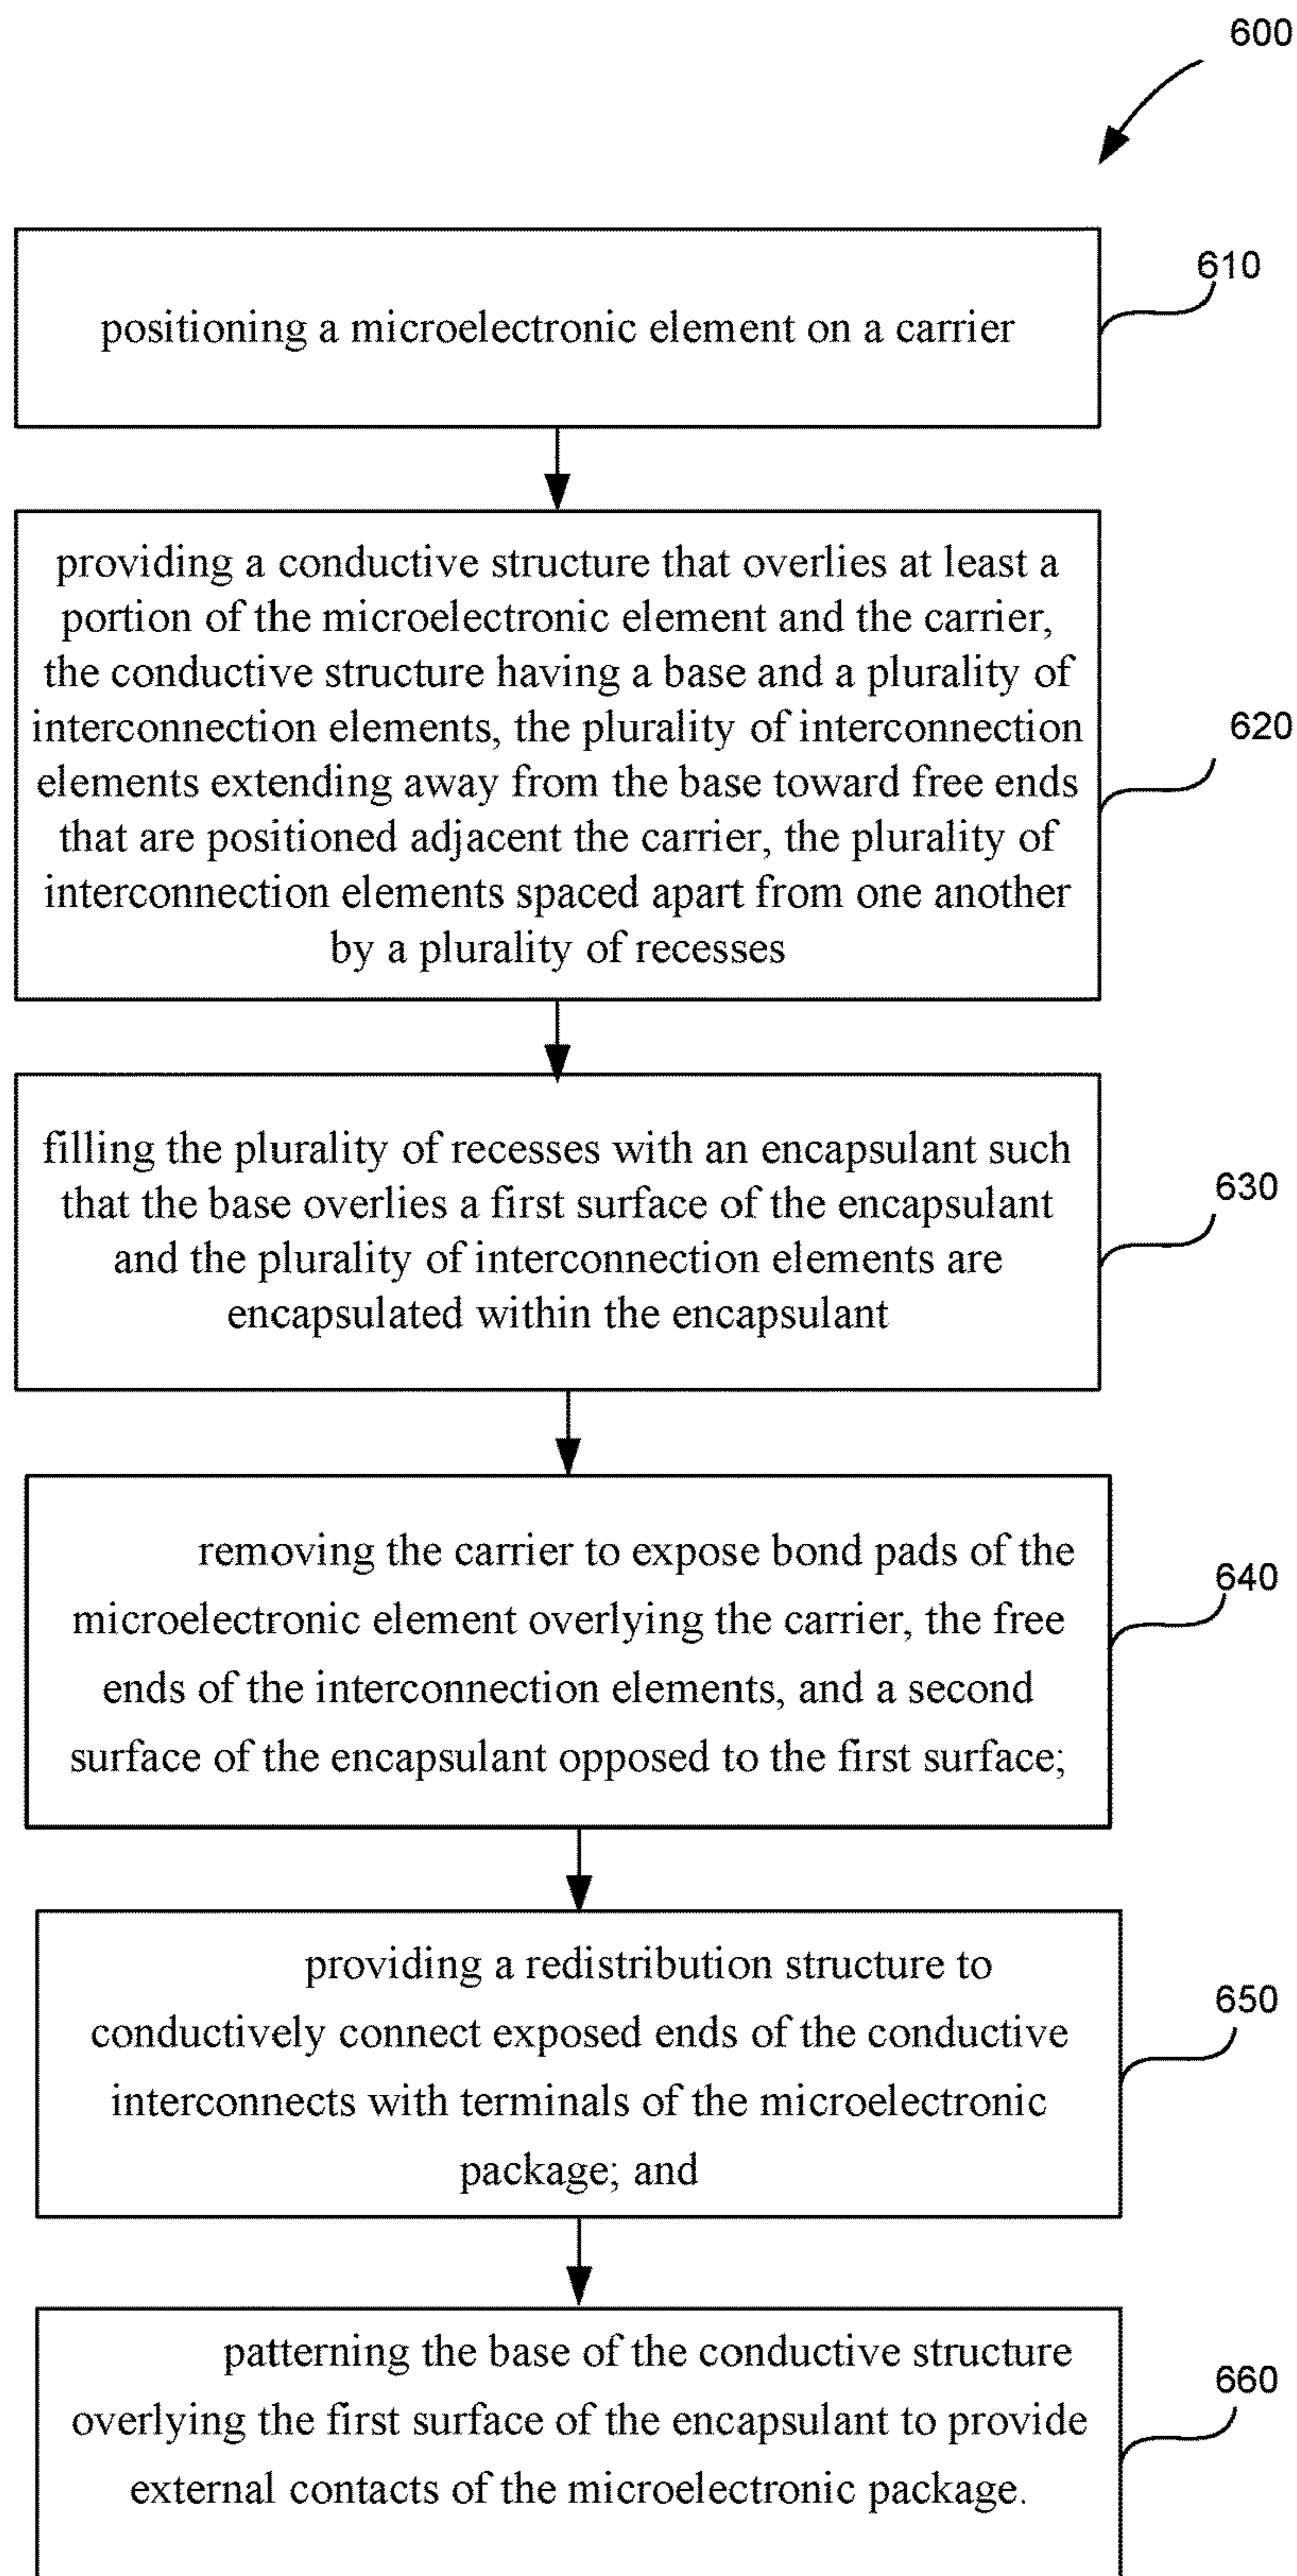 600
610
positioning a microelectronic element on a carrier
providing a conductive structure that overlies at least a
portion of the microelectronic element and the carrier,
the conductive structure having a base and a plurality of
interconnection elements, the plurality of interconnection
elements extending away from the base toward free ends
that are positioned adjacent the carrier, the plurality of
interconnection elements spaced apart from one another
by a plurality of recesses
620
filling the plurality of recesses with an encapsulant such
that the base overlies a first surface of the encapsulant
and the plurality of interconnection elements are
encapsulated within the encapsulant
630
removing the carrier to expose bond pads of the
microelectronic element overlying the carrier, the free
ends of the interconnection elements, and a second
surface of the encapsulant opposed to the first surface;
640
providing a redistribution structure to
conductively connect exposed ends of the conductive
interconnects with terminals of the microelectronic
package; and
650
patterning the base of the conductive structure
overlying the first surface of the encapsulant to provide
external contacts of the microelectronic package.
660